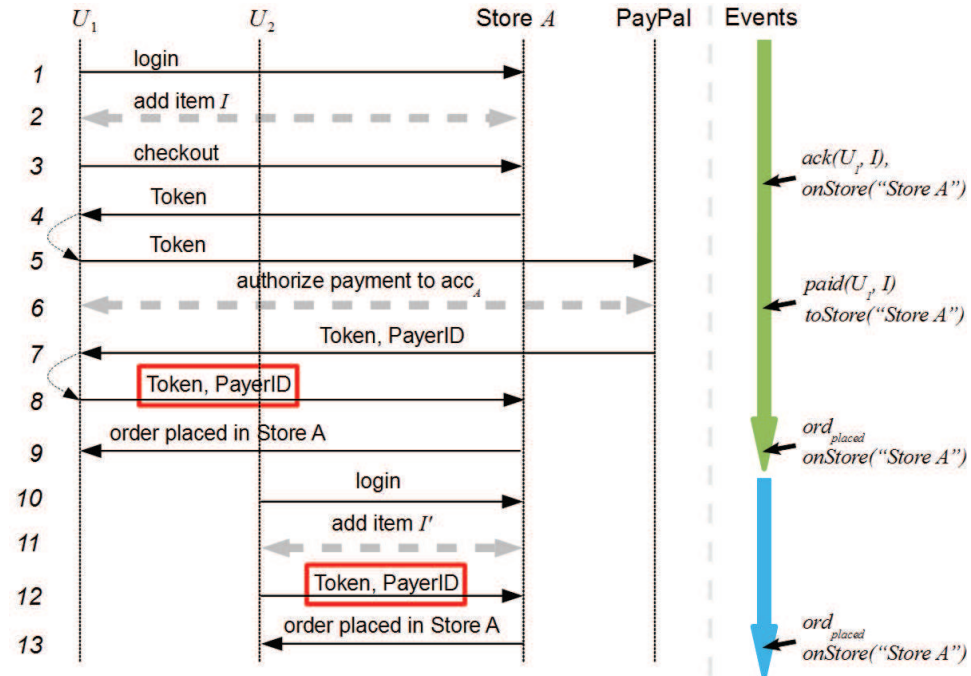 U1 U2 Store A PayPal Events
1 login
2 add item I
3 checkout
ack(U1, I),
onStore("Store A")
4 Token
5 Token
6 authorize payment to accA
paid(U1, I)
toStore("Store A")
7 Token, PayerID
8 Token, PayerID
9 order placed in Store A
ordplaced
onStore("Store A")
10 login
11 add item I'
12 Token, PayerID
13 order placed in Store A
ordplaced
onStore("Store A")